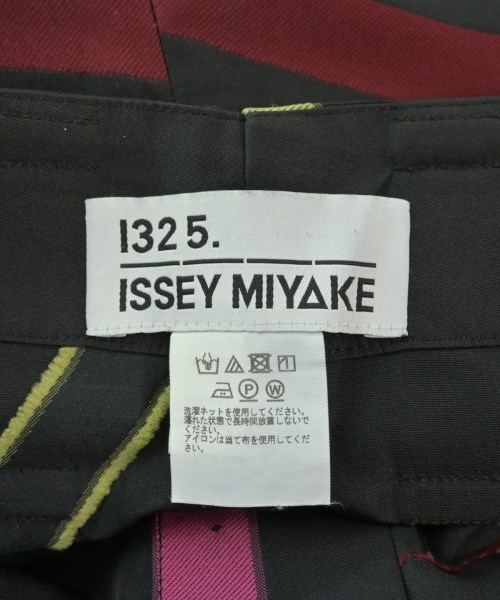 132 5.
ISSEY MIYAKE
P W
洗濯ネットを使用してください。
濡れた状態で長時間放置しないで
ください。
アイロンは当て布を使用してください。